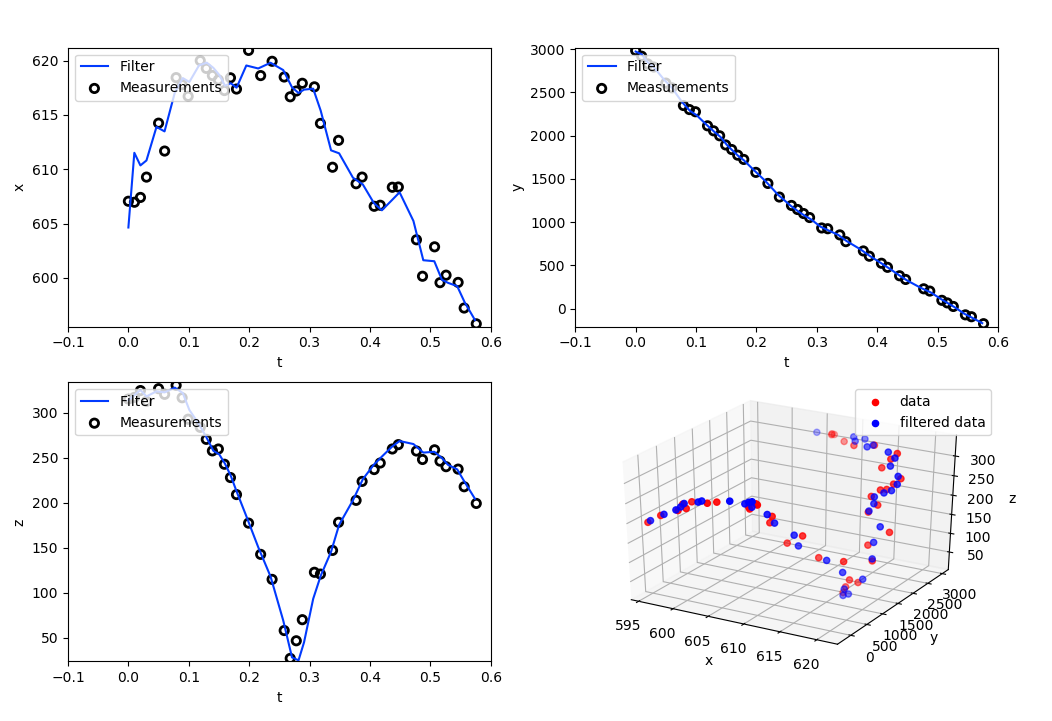 620
615
610
605
600
x
Filter
Measurements
−0.1 0.0 0.1 0.2 0.3 0.4 0.5 0.6
t
3000
2500
2000
1500
1000
500
0
y
Filter
Measurements
−0.1 0.0 0.1 0.2 0.3 0.4 0.5 0.6
t
300
250
200
150
100
50
z
Filter
Measurements
−0.1 0.0 0.1 0.2 0.3 0.4 0.5 0.6
t
data
filtered data
300
250
200
150
100
50
z
3000
2500
2000
1500
1000
500
0
y
595 600 605 610 615 620
x